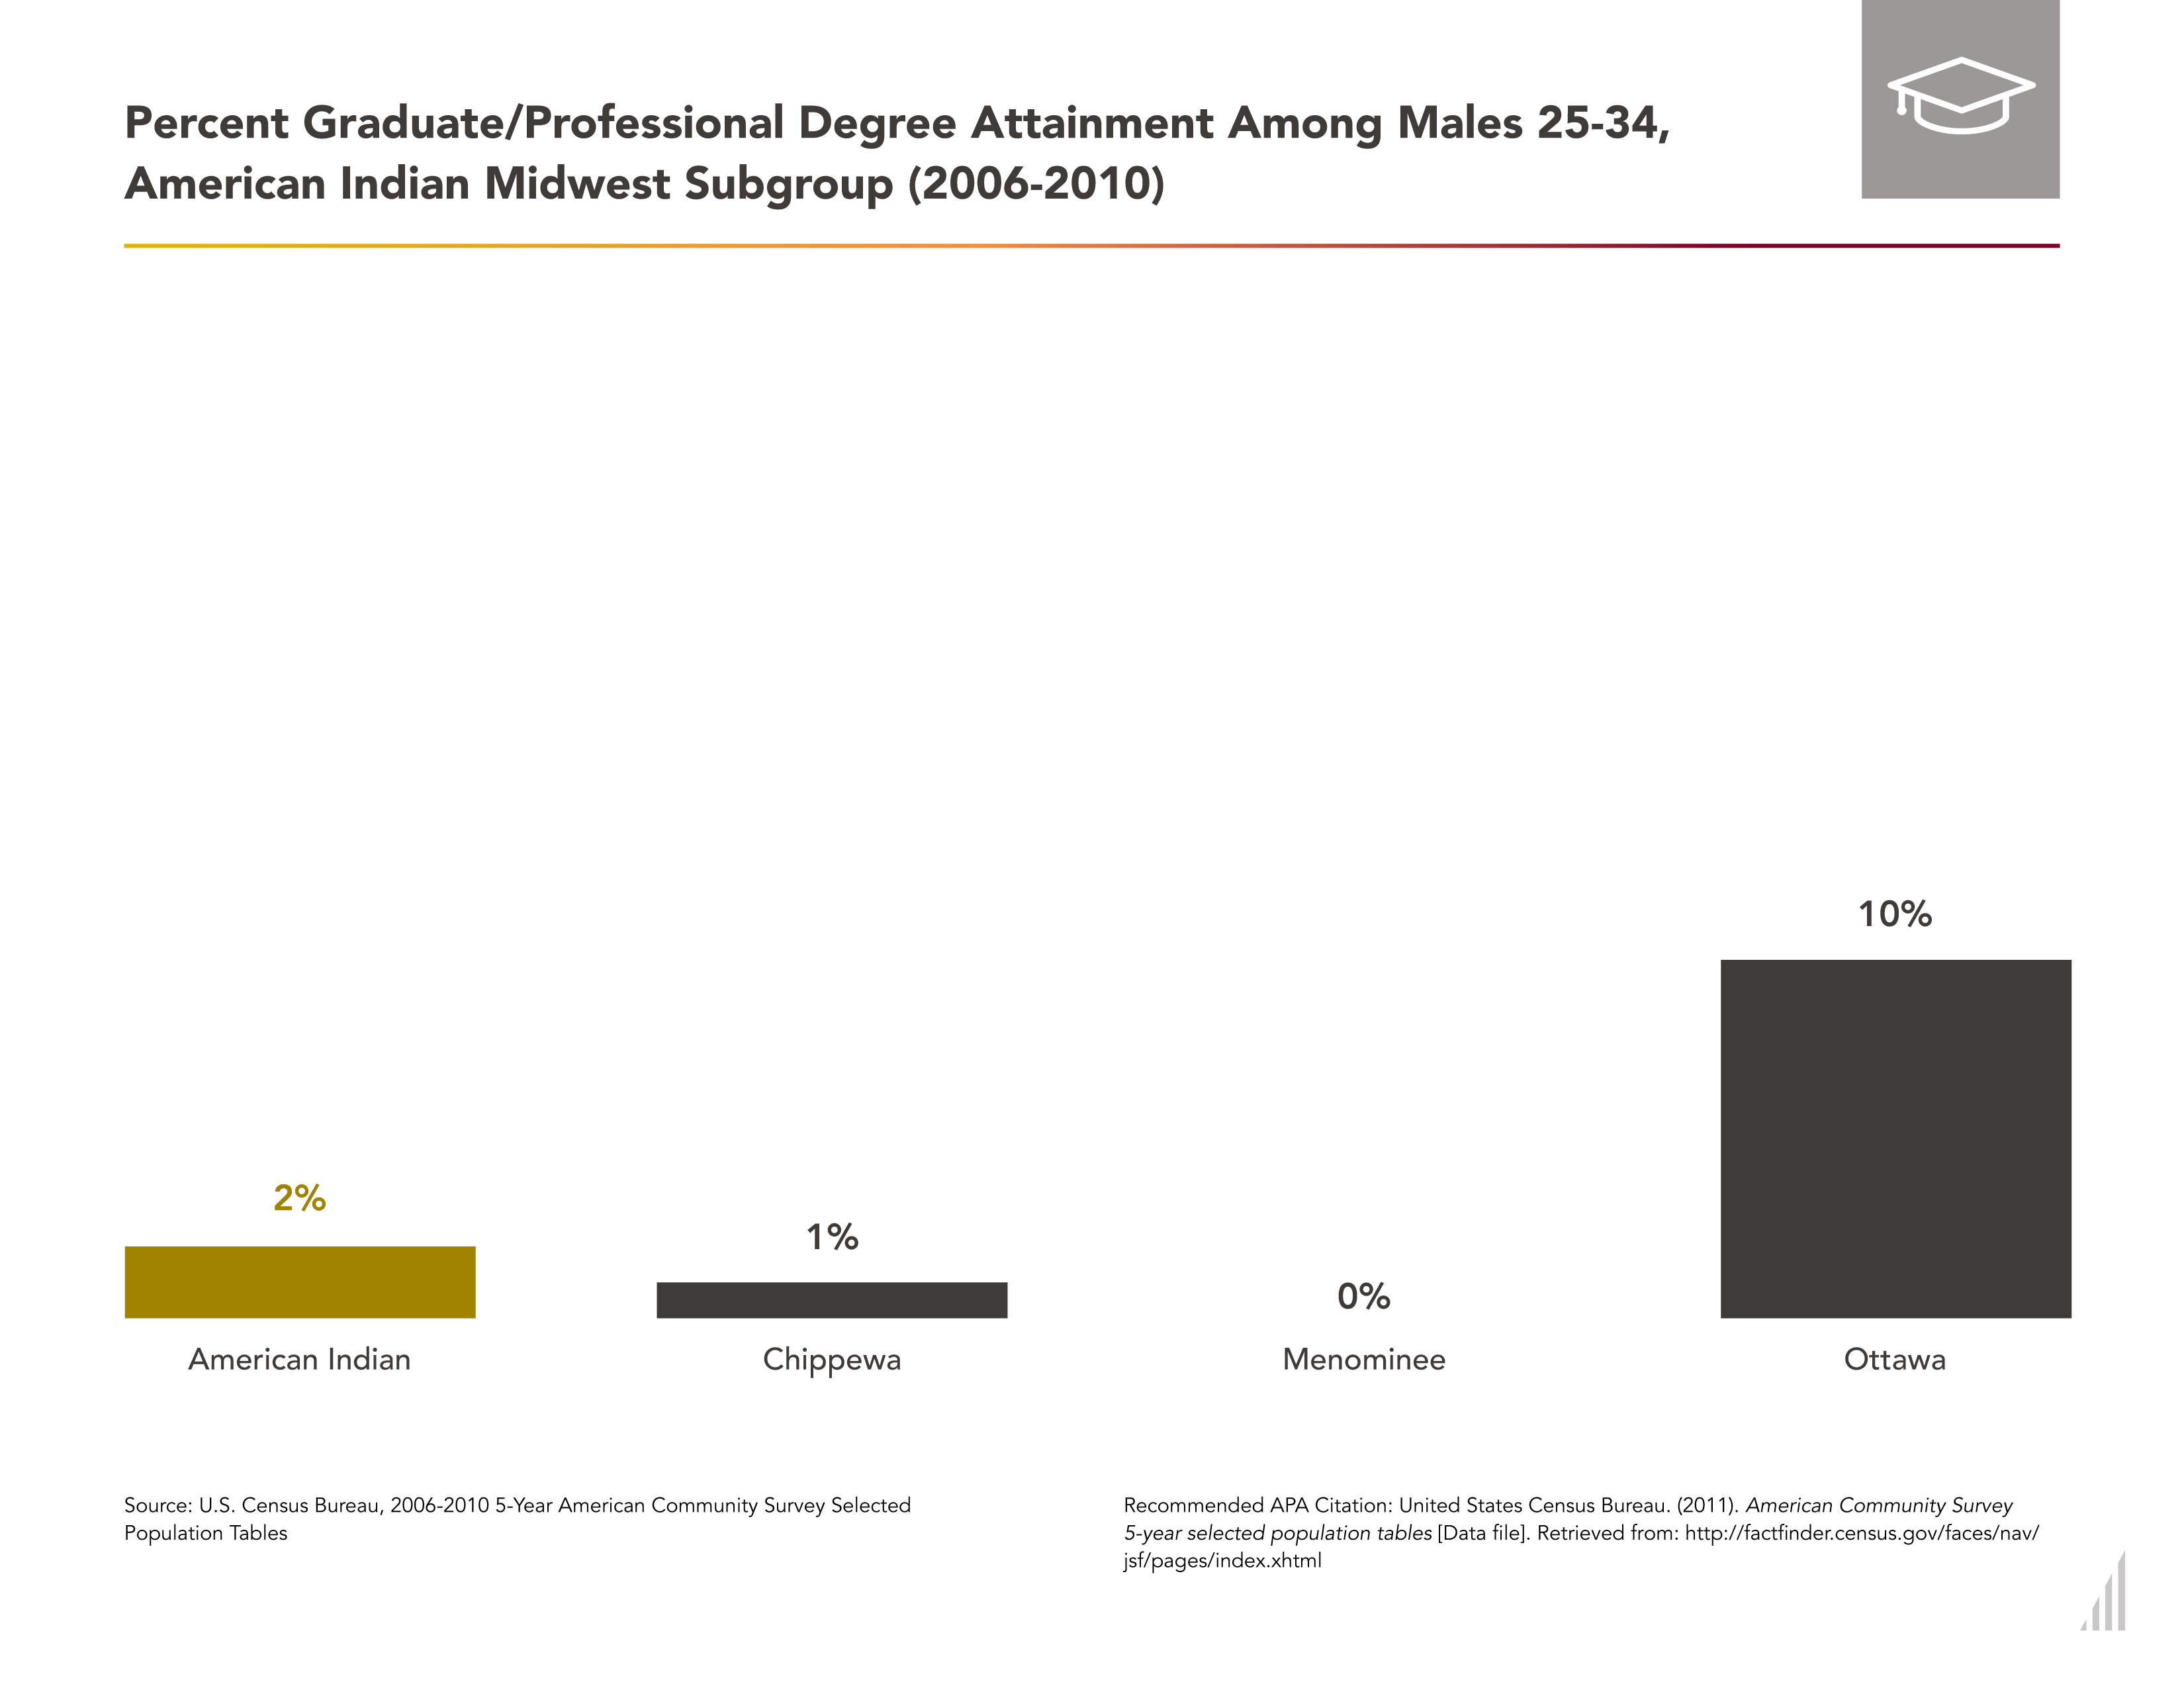 Percent Graduate/Professional Degree Attainment Among Males 25-34,
American Indian Midwest Subgroup (2006-2010)
10%
2%
1%
0%
American Indian
Chippewa
Menominee
Ottawa
Source: U.S. Census Bureau, 2006-2010 5-Year American Community Survey Selected
Population Tables
Recommended APA Citation: United States Census Bureau. (2011). American Community Survey
5-year selected population tables [Data file]. Retrieved from: http://factfinder.census.gov/faces/nav/
jsf/pages/index.xhtml